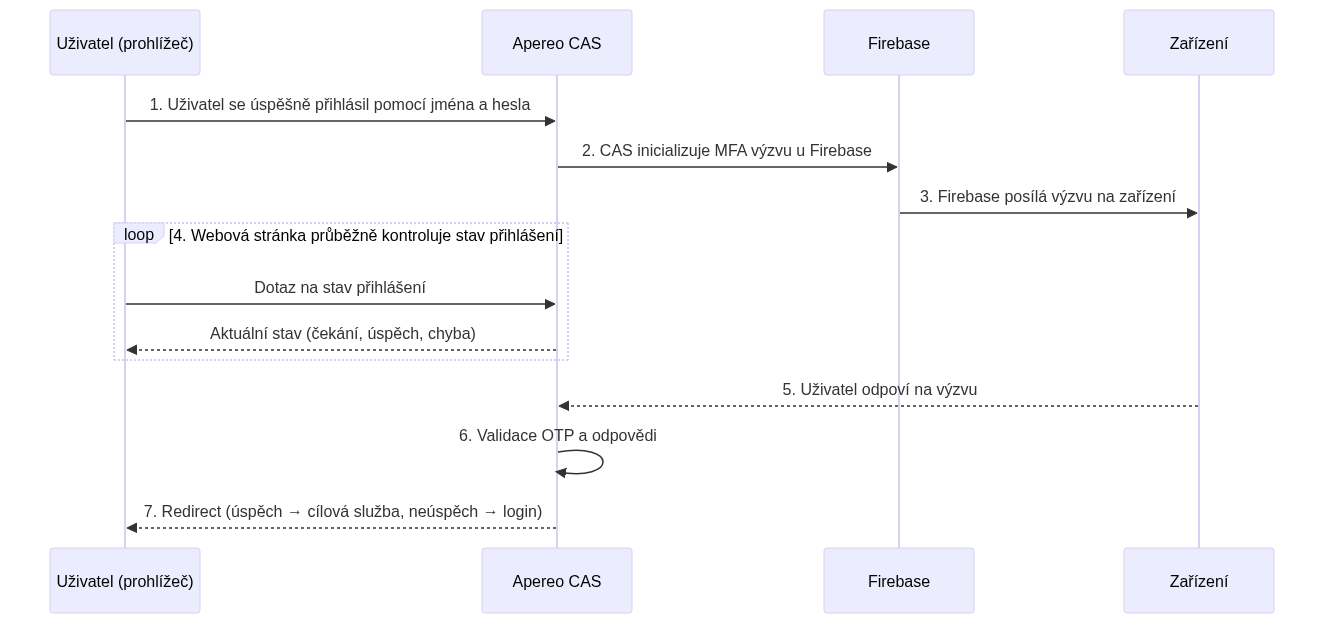 Uživatel (prohlížeč)
Apereo CAS
Firebase
Zařízení
1. Uživatel se úspěšně přihlásil pomocí jména a hesla
2. CAS inicializuje MFA výzvu u Firebase
3. Firebase posílá výzvu na zařízení
loop
[4. Webová stránka průběžně kontroluje stav přihlášení]
Dotaz na stav přihlášení
Aktuální stav (čekání, úspěch, chyba)
5. Uživatel odpoví na výzvu
6. Validace OTP a odpovědi
7. Redirect (úspěch → cílová služba, neúspěch → login)
Uživatel (prohlížeč)
Apereo CAS
Firebase
Zařízení